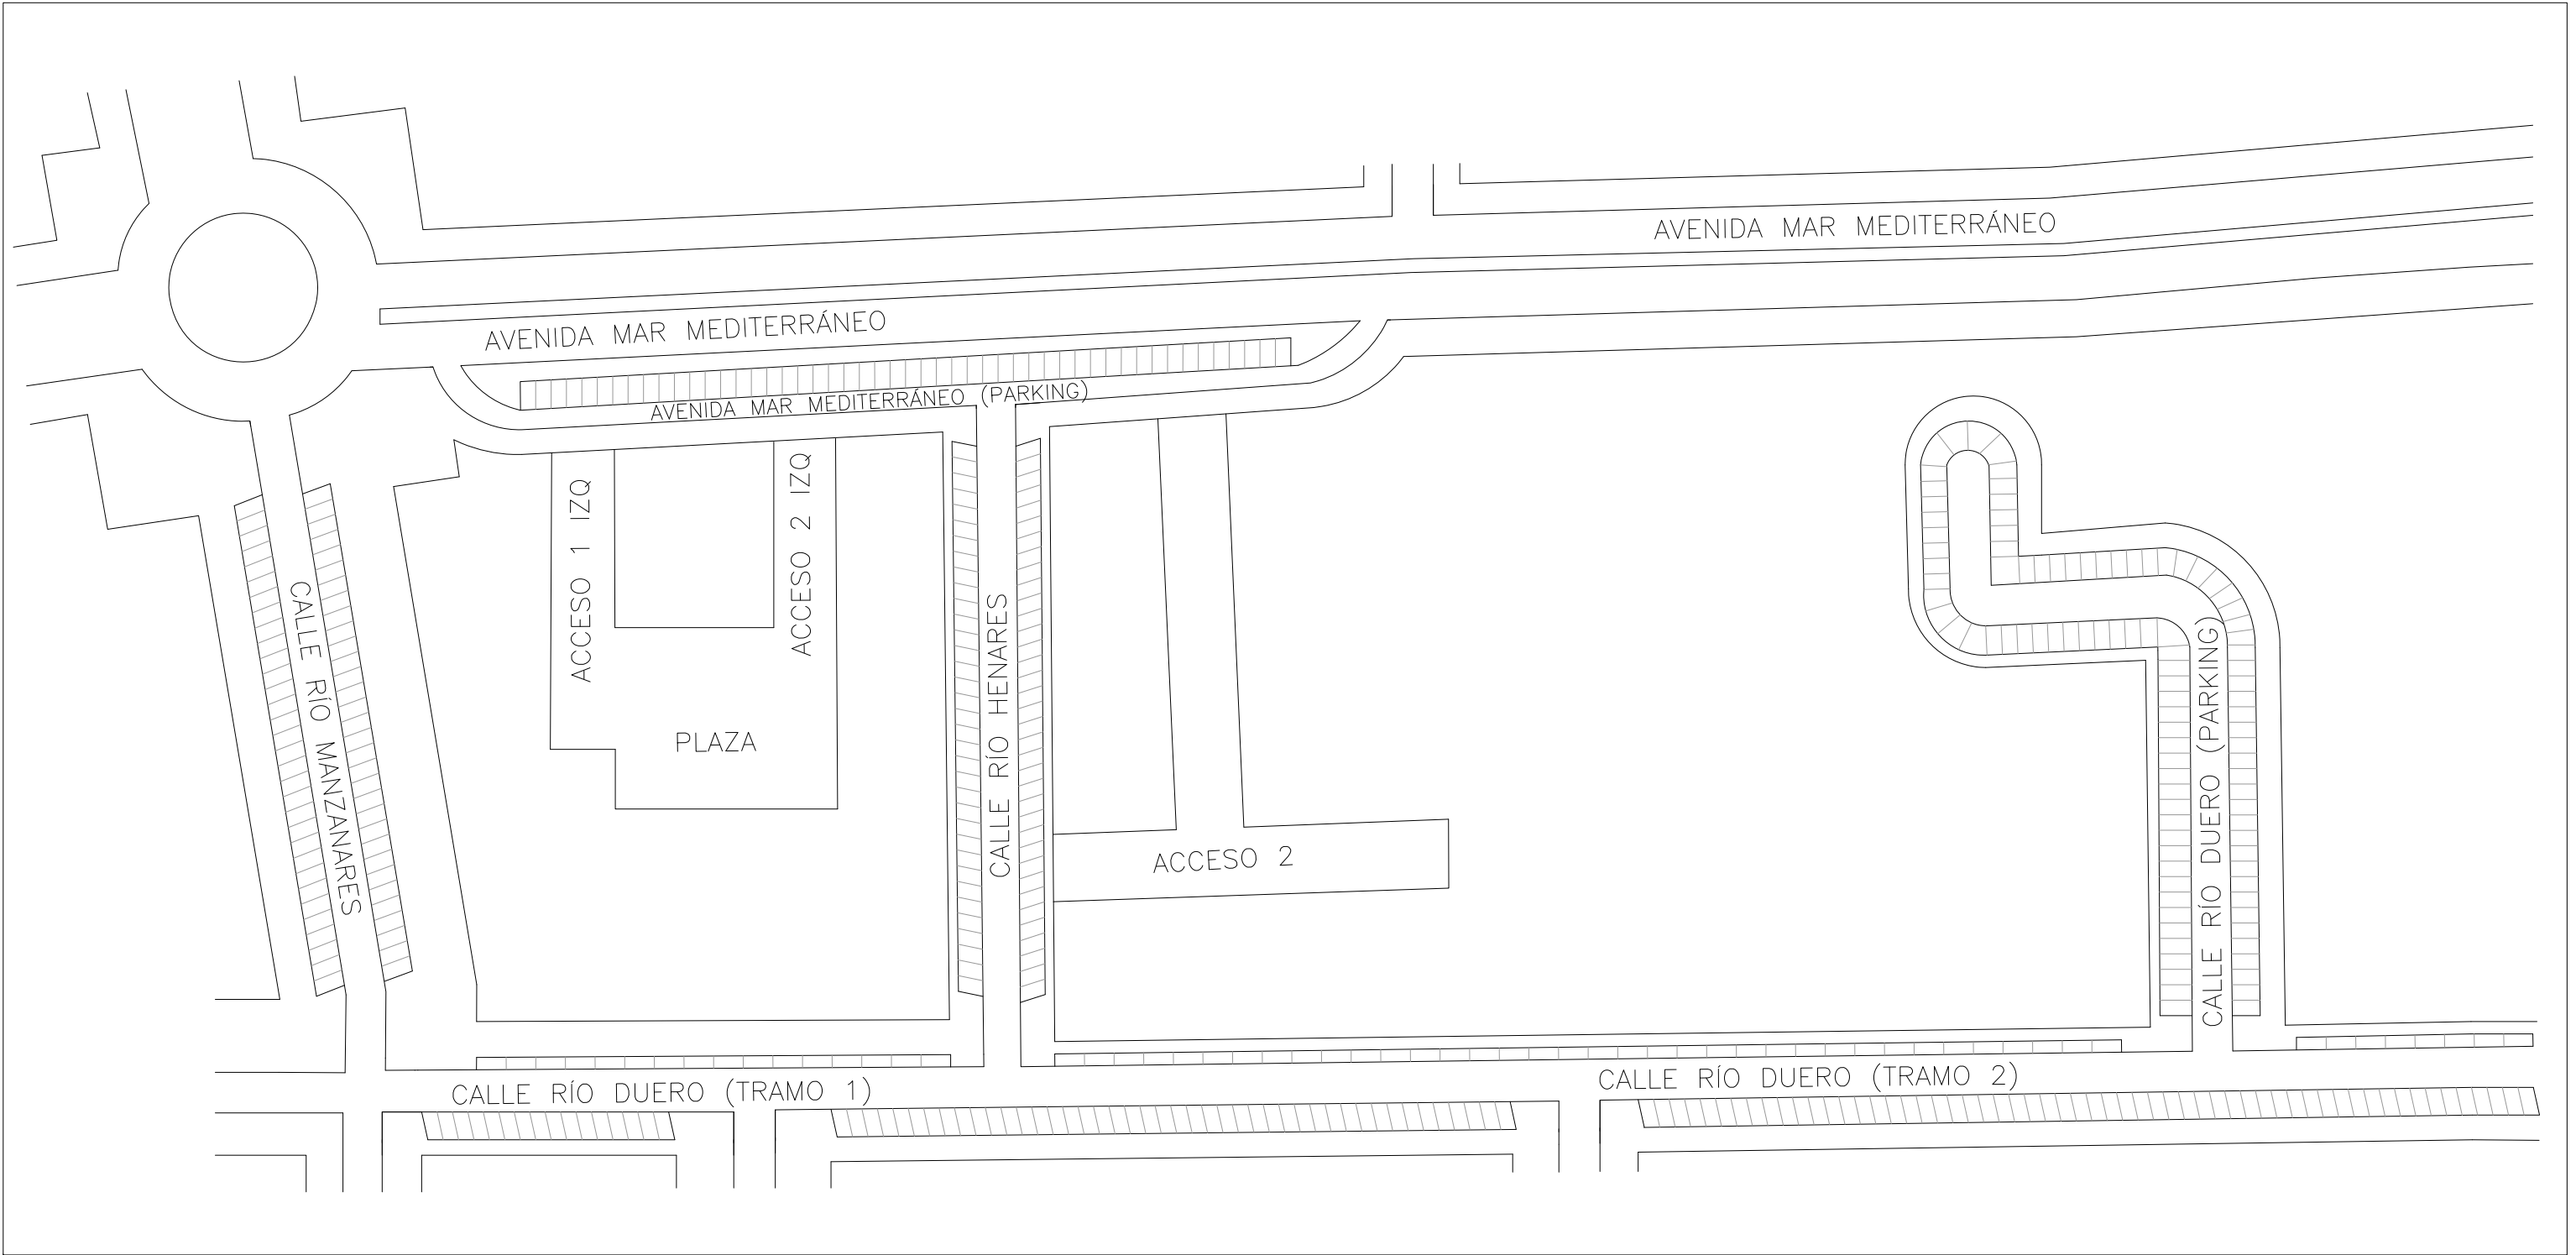 AVENIDA MAR MEDITERRÁNEO
AVENIDA MAR MEDITERRÁNEO
AVENIDA MAR MEDITERRÁNEO (PARKING)
ACCESO 1 IZQ
ACCESO 2 IZQ
CALLE RÍO MANZANARES
PLAZA
CALLE RÍO HENARES
ACCESO 2
CALLE RÍO DUERO (PARKING)
CALLE RÍO DUERO (TRAMO 1)
CALLE RÍO DUERO (TRAMO 2)